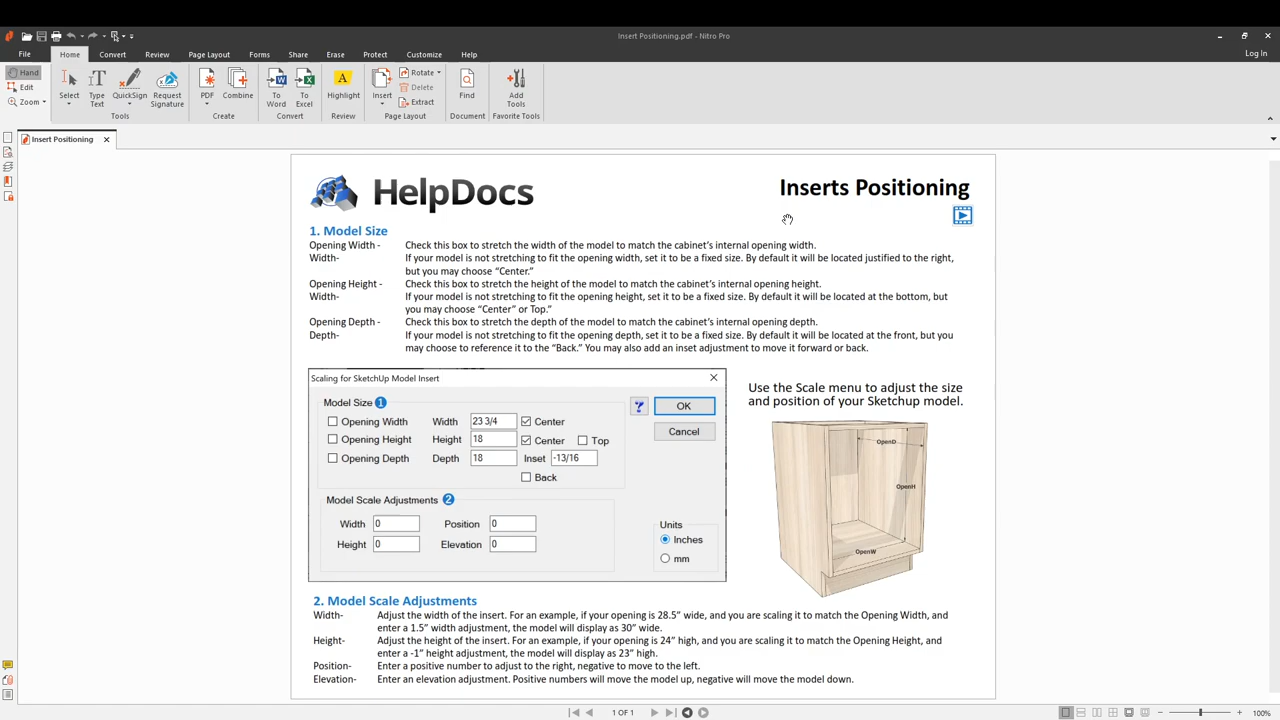 Insert Positioning.pdf - Nitro Pro
File Home Convert Review Page Layout Forms Share Erase Protect Customize Help
Log In
Hand
Edit
Zoom
Select
Type Text
QuickSign
Request Signature
Tools
PDF
Combine
Create
To Word
To Excel
Convert
Highlight
Review
Insert
Rotate
Delete
Extract
Page Layout
Find
Document
Add Tools
Favorite Tools
Insert Positioning
HelpDocs
Inserts Positioning
1. Model Size
Opening Width - Check this box to stretch the width of the model to match the cabinet's internal opening width.
Width- If your model is not stretching to fit the opening width, set it to be a fixed size. By default it will be located justified to the right,
but you may choose "Center."
Opening Height - Check this box to stretch the height of the model to match the cabinet's internal opening height.
Width- If your model is not stretching to fit the opening height, set it to be a fixed size. By default it will be located at the bottom, but
you may choose "Center" or Top."
Opening Depth - Check this box to stretch the depth of the model to match the cabinet's internal opening depth.
Depth- If your model is not stretching to fit the opening depth, set it to be a fixed size. By default it will be located at the front, but you
may choose to reference it to the "Back." You may also add an inset adjustment to move it forward or back.
Scaling for SketchUp Model Insert
Model Size 1
Opening Width Width 23 3/4 Center
Opening Height Height 18 Center Top
Opening Depth Depth 18 Inset -13/16
Back
? OK
Cancel
Model Scale Adjustments 2
Width 0 Position 0
Height 0 Elevation 0
Units
Inches
mm
Use the Scale menu to adjust the size
and position of your Sketchup model.
OpenD
OpenH
OpenW
2. Model Scale Adjustments
Width- Adjust the width of the insert. For an example, if your opening is 28.5" wide, and you are scaling it to match the Opening Width, and
enter a 1.5" width adjustment, the model will display as 30" wide.
Height- Adjust the height of the insert. For an example, if your opening is 24" high, and you are scaling it to match the Opening Height, and
enter a -1" height adjustment, the model will display as 23" high.
Position- Enter a positive number to adjust to the right, negative to move to the left.
Elevation- Enter an elevation adjustment. Positive numbers will move the model up, negative will move the model down.
1 OF 1
100%